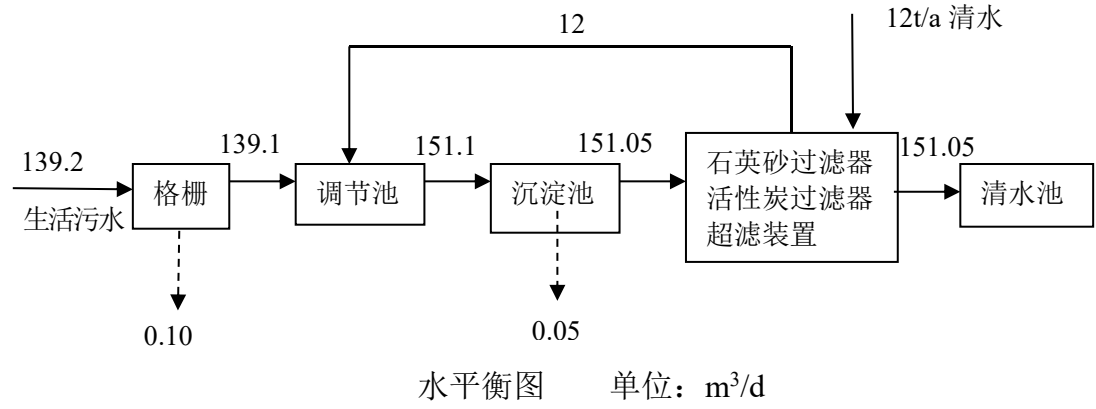 12
12t/a 清水
139.2
生活污水
格栅
139.1
调节池
151.1
沉淀池
151.05
石英砂过滤器
活性炭过滤器
超滤装置
151.05
清水池
0.10
0.05
水平衡图 单位：m³/d